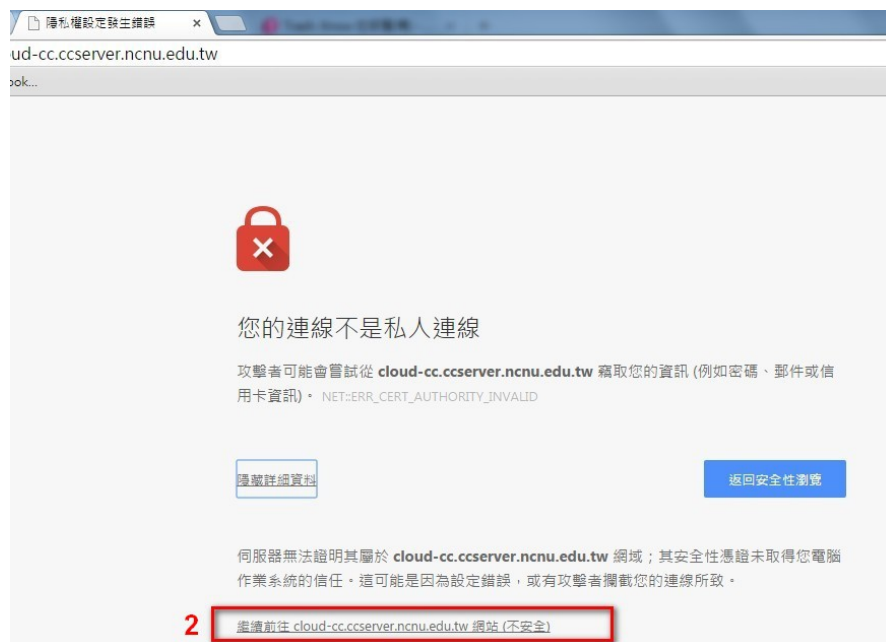 隱私權設定發生錯誤 ×
ud-cc.ccserver.ncnu.edu.tw
ook...
您的連線不是私人連線
攻擊者可能會嘗試從 cloud-cc.ccserver.ncnu.edu.tw 竊取您的資訊 (例如密碼、郵件或信
用卡資訊)。 NET::ERR_CERT_AUTHORITY_INVALID
隱藏詳細資料
返回安全性瀏覽
伺服器無法證明其屬於 cloud-cc.ccserver.ncnu.edu.tw 網域；其安全性憑證未取得您電腦
作業系統的信任。這可能是因為設定錯誤，或有攻擊者攔截您的連線所致。
2 繼續前往 cloud-cc.ccserver.ncnu.edu.tw 網站 (不安全)